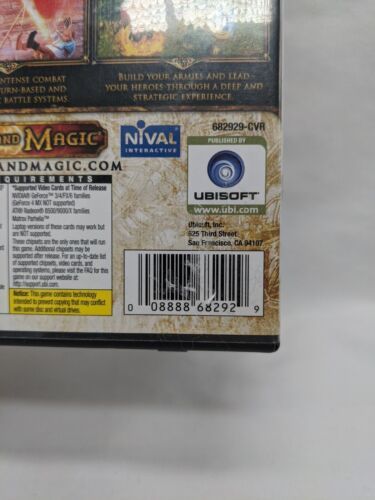 NTENSE COMBAT
URN-BASED AND
BATTLE SYSTEMS.
BUILD YOUR ARMIES AND LEAD
YOUR HEROES THROUGH A DEEP AND
STRATEGIC EXPERIENCE.
682929-CVR
AND MAGIC
NIVAL
INTERACTIVE
PUBLISHED BY
UBISOFT
www.ubi.com
ANDMAGIC.COM
EQUIREMENTS
*Supported Video Cards at Time of Release
NVIDIA® GeForce™ 3/4/FX/6 families
(GeForce 4 MX NOT supported)
ATI® Radeon® 8500/9000/X families
Matrox Parhelia™
Laptop versions of these cards may work but
are NOT supported.
These chipsets are the only ones that will run
this game. Additional chipsets may be
supported after release. For an up-to-date list
of supported chipsets, video cards, and
operating systems, please visit the FAQ for this
game on our support website at:
http://support.ubi.com.
Notice: This game contains technology
intended to prevent copying that may conflict
with some disc and virtual drives.
Ubisoft, Inc.
625 Third Street
San Francisco, CA 94107
0 08888 68292 9